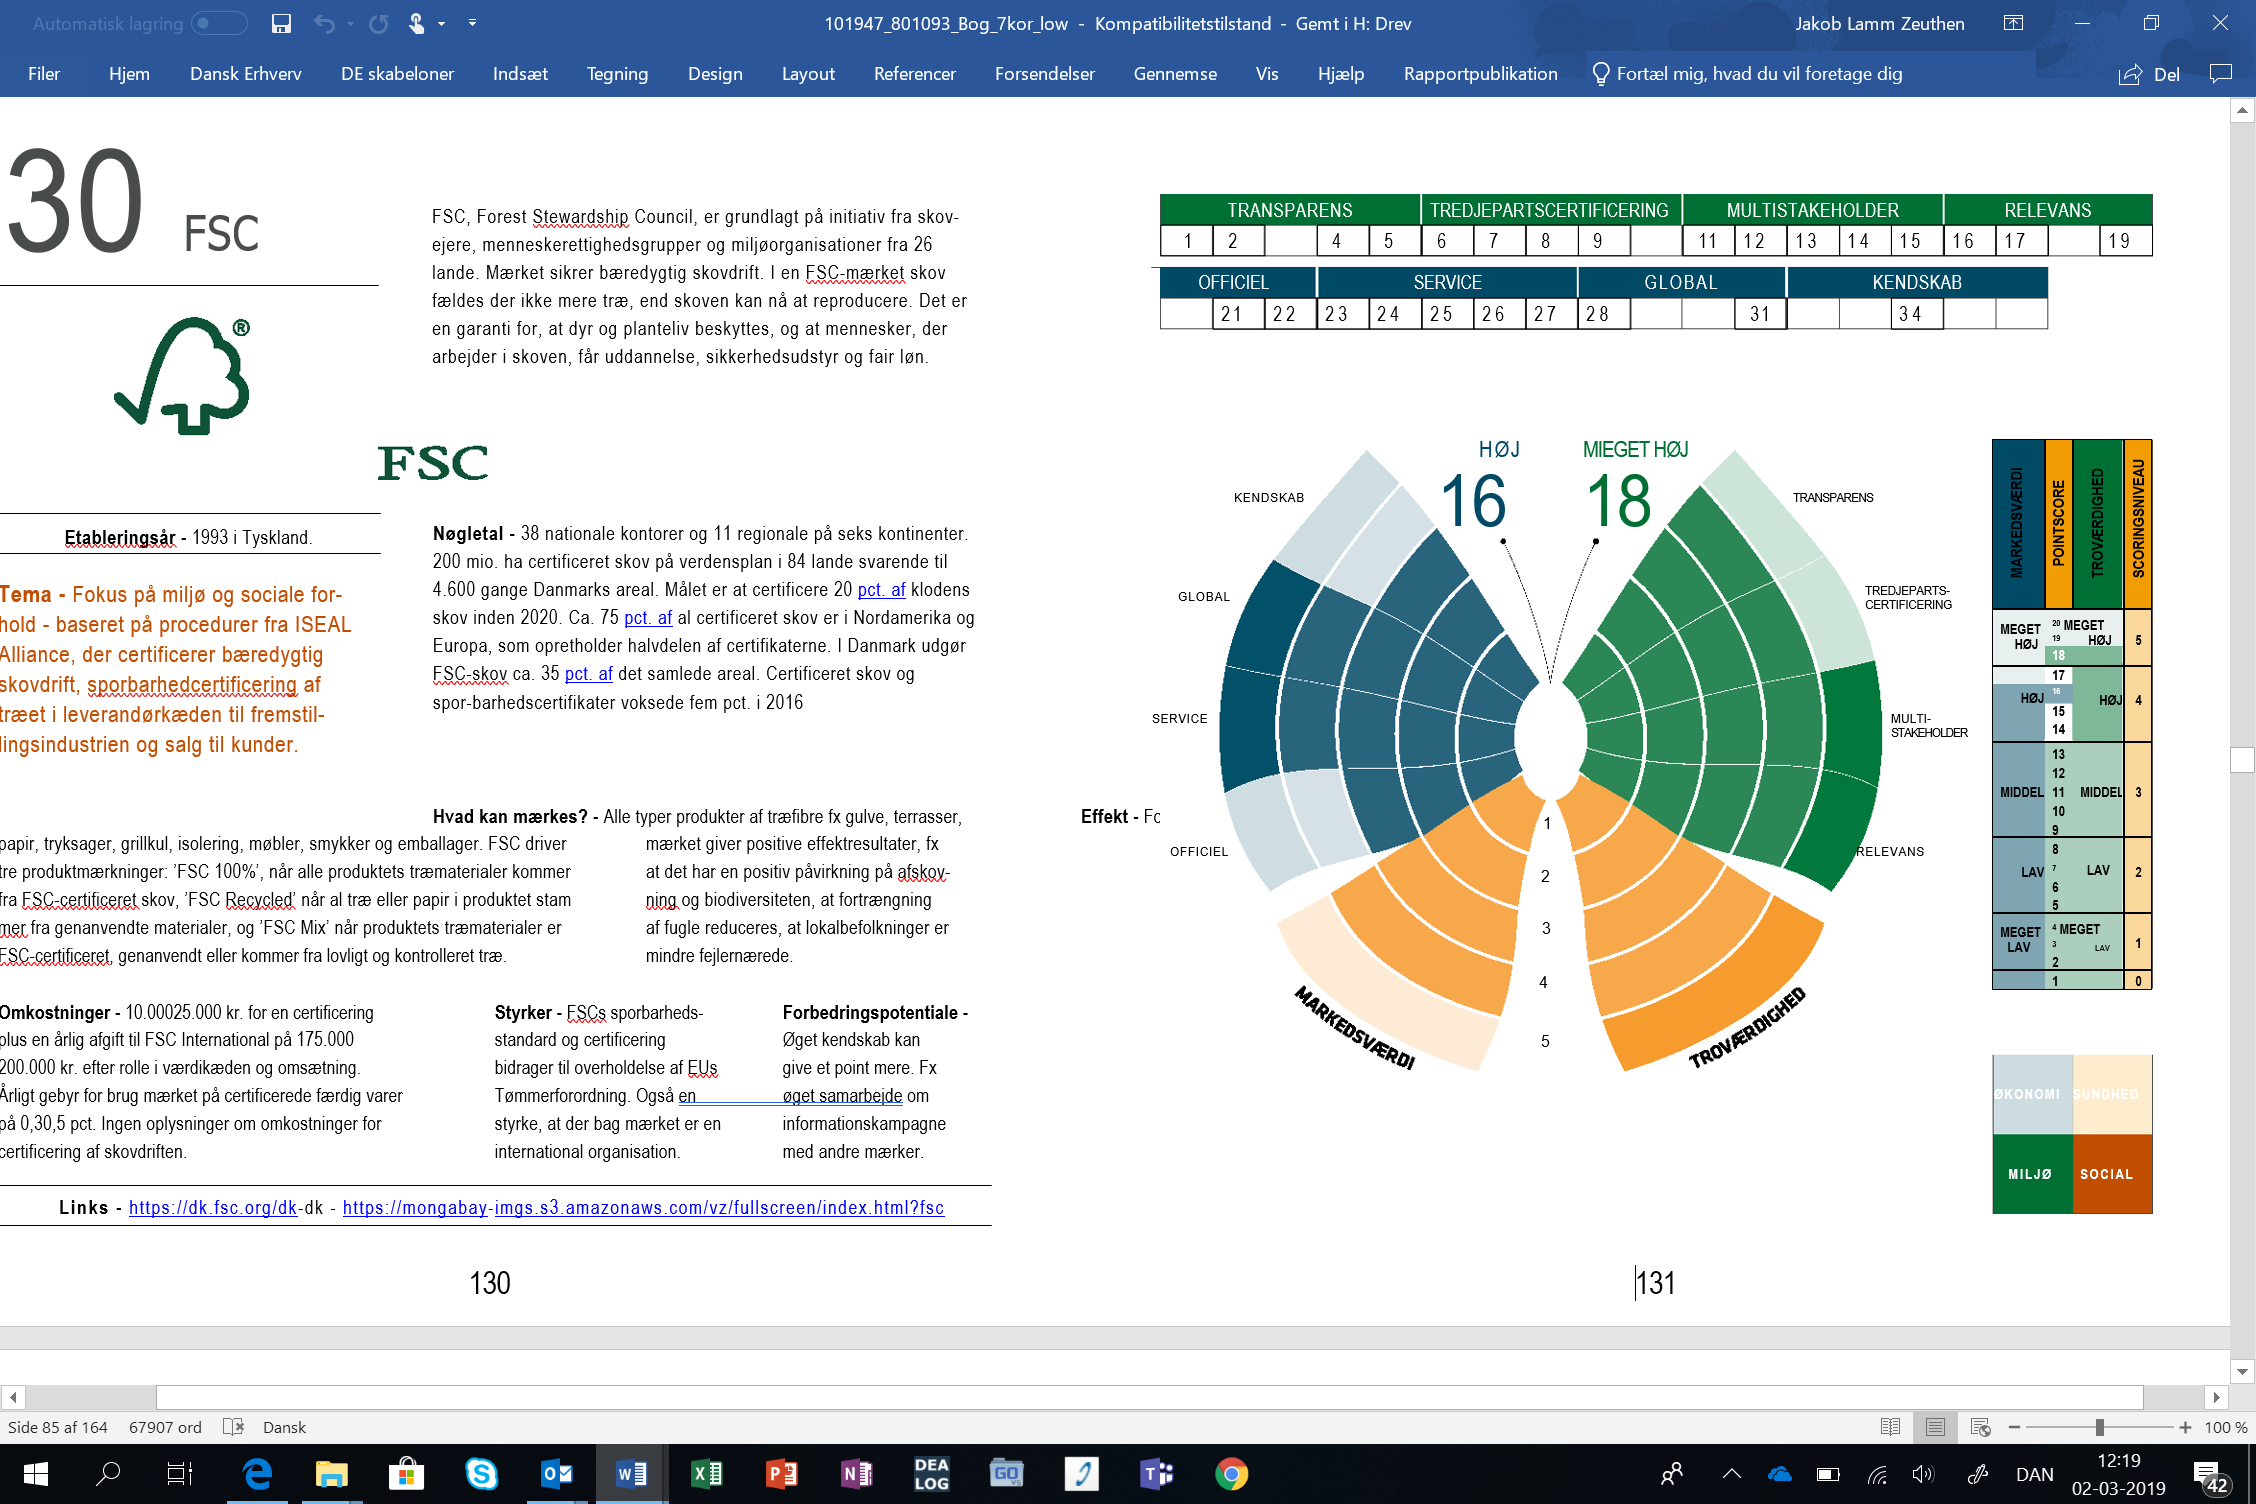 Automatisk lagring
101947_801093_Bog_7kor_low - Kompatibilitetstilstand - Gemt i H: Drev
Jakob Lamm Zeuthen
Filer Hjem Dansk Erhverv DE skabeloner Indsæt Tegning Design Layout Referencer Forsendelser Gennemse Vis Hjælp Rapportpublikation Fortæl mig, hvad du vil foretage dig Del
30 FSC
®
FSC
Etableringsår - 1993 i Tyskland.
Tema - Fokus på miljø og sociale for-
hold - baseret på procedurer fra ISEAL
Alliance, der certificerer bæredygtig
skovdrift, sporbarhedcertificering af
træet i leverandørkæden til fremstil-
lingsindustrien og salg til kunder.
FSC, Forest Stewardship Council, er grundlagt på initiativ fra skov-
ejere, menneskerettighedsgrupper og miljøorganisationer fra 26
lande. Mærket sikrer bæredygtig skovdrift. I en FSC-mærket skov
fældes der ikke mere træ, end skoven kan nå at reproducere. Det er
en garanti for, at dyr og planteliv beskyttes, og at mennesker, der
arbejder i skoven, får uddannelse, sikkerhedsudstyr og fair løn.
Nøgletal - 38 nationale kontorer og 11 regionale på seks kontinenter.
200 mio. ha certificeret skov på verdensplan i 84 lande svarende til
4.600 gange Danmarks areal. Målet er at certificere 20 pct. af klodens
skov inden 2020. Ca. 75 pct. af al certificeret skov er i Nordamerika og
Europa, som opretholder halvdelen af certifikaterne. I Danmark udgør
FSC-skov ca. 35 pct. af det samlede areal. Certificeret skov og
spor-barhedscertifikater voksede fem pct. i 2016
Hvad kan mærkes? - Alle typer produkter af træfibre fx gulve, terrasser,
papir, tryksager, grillkul, isolering, møbler, smykker og emballager. FSC driver
tre produktmærkninger: 'FSC 100%', når alle produktets træmaterialer kommer
fra FSC-certificeret skov, 'FSC Recycled' når al træ eller papir i produktet stam
mer fra genanvendte materialer, og 'FSC Mix' når produktets træmaterialer er
FSC-certificeret, genanvendt eller kommer fra lovligt og kontrolleret træ.
Effekt - Fo
mærket giver positive effektresultater, fx
at det har en positiv påvirkning på afskov-
ning og biodiversiteten, at fortrængning
af fugle reduceres, at lokalbefolkninger er
mindre fejlernærede.
Omkostninger - 10.00025.000 kr. for en certificering
plus en årlig afgift til FSC International på 175.000
200.000 kr. efter rolle i værdikæden og omsætning.
Årligt gebyr for brug mærket på certificerede færdig varer
på 0,30,5 pct. Ingen oplysninger om omkostninger for
certificering af skovdriften.
Styrker - FSCs sporbarheds-
standard og certificering
bidrager til overholdelse af EUs
Tømmerforordning. Også en
styrke, at der bag mærket er en
international organisation.
Forbedringspotentiale -
Øget kendskab kan
give et point mere. Fx
øget samarbejde om
informationskampagne
med andre mærker.
Links - https://dk.fsc.org/dk-dk - https://mongabay-imgs.s3.amazonaws.com/vz/fullscreen/index.html?fsc
130
TRANSPARENS TREDJEPARTSCERTIFICERING MULTISTAKEHOLDER RELEVANS
1 2 4 5 6 7 8 9 11 12 13 14 15 16 17 19
OFFICIEL SERVICE GLOBAL KENDSKAB
21 22 23 24 25 26 27 28 31 34
HØJ
16
MIEGET HØJ
18
KENDSKAB
GLOBAL
SERVICE
OFFICIEL
TRANSPARENS
TREDJEPARTS-
CERTIFICERING
MULTI-
STAKEHOLDER
RELEVANS
1
2
3
4
5
MARKEDSVÆRDI
TROVÆRDIGHED
MARKEDSVÆRDI POINTSCORE TROVÆRDIGHED SCORINGSNIVEAU
MEGET HØJ 20 19 18 MEGET HØJ 5
HØJ 17 16 15 14 HØJ 4
MIDDEL 13 12 11 10 9 MIDDEL 3
LAV 8 7 6 5 LAV 2
MEGET LAV 4 3 2 MEGET LAV 1
1 0
ØKONOMI SUNDHED
MILJØ SOCIAL
131
Side 85 af 164 67907 ord Dansk 100 %
DEA LOG
GO VS
DAN
12:19
02-03-2019
42